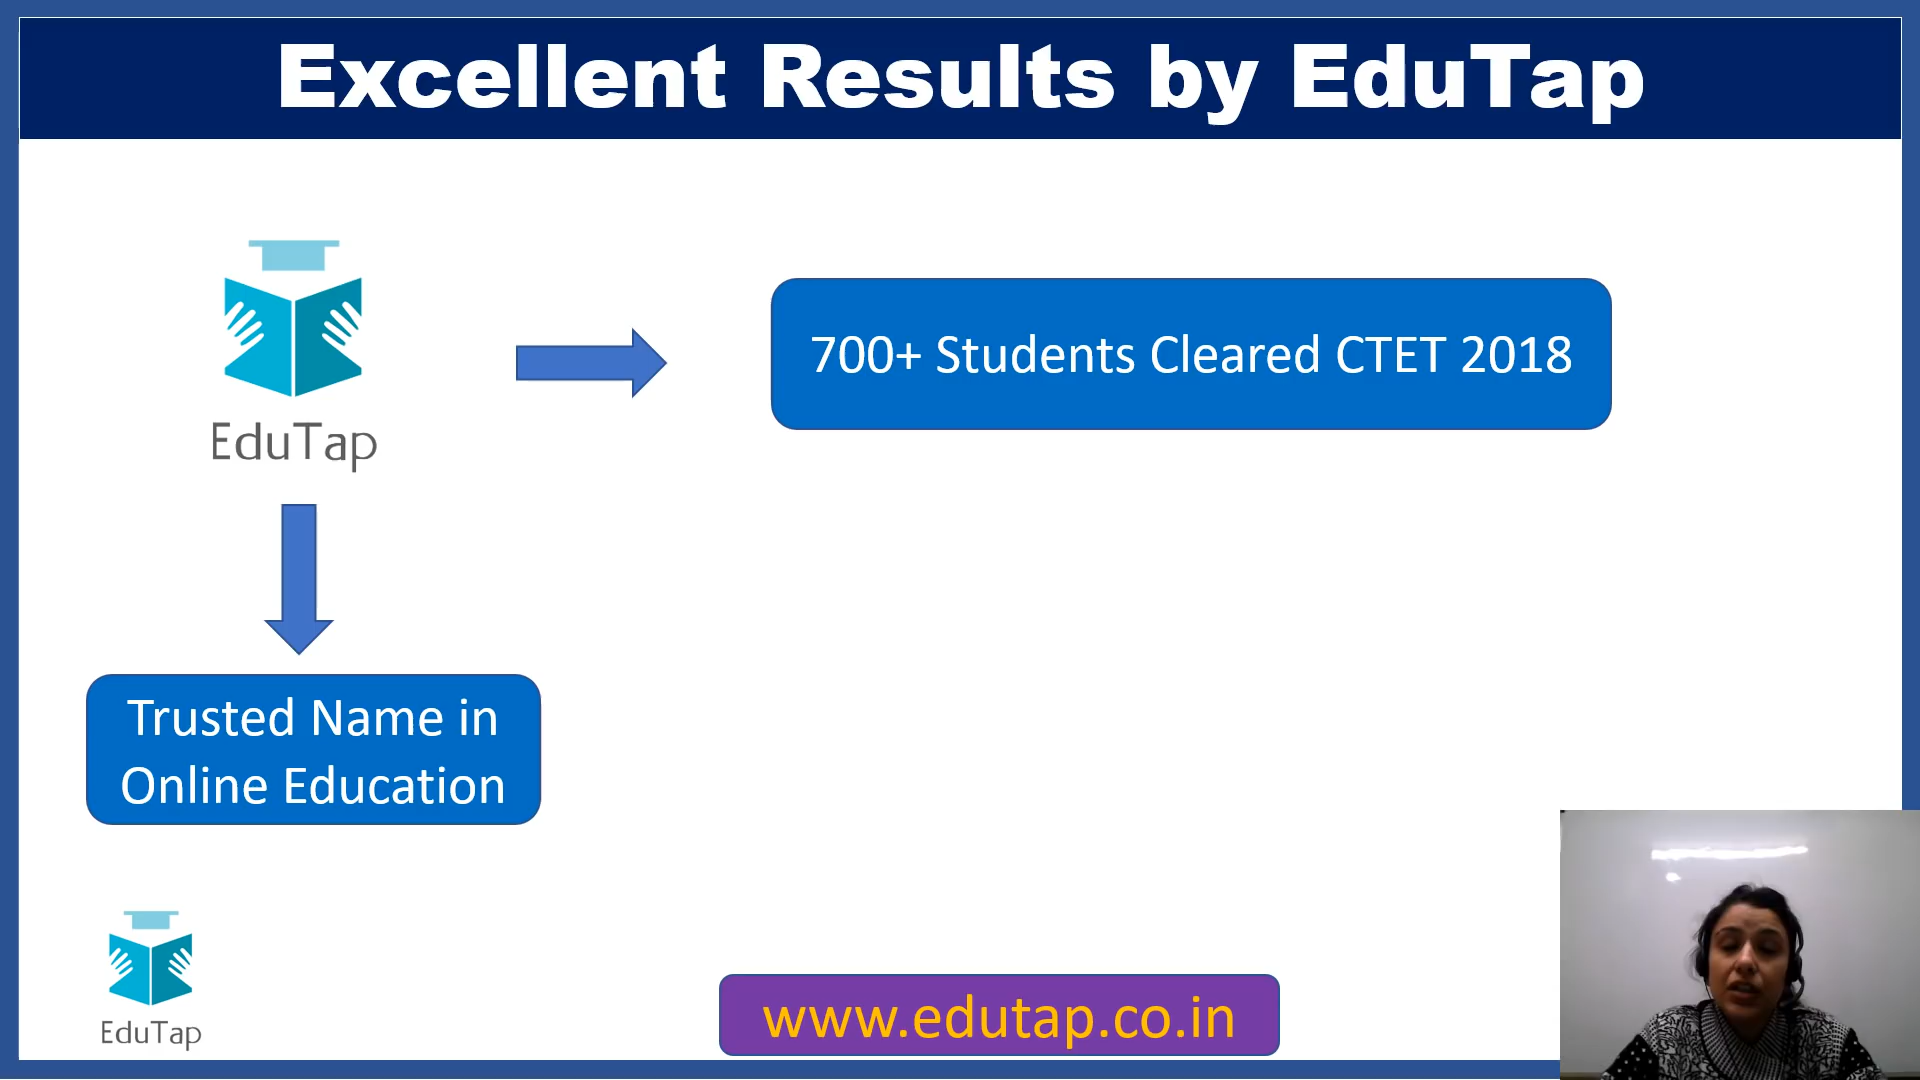 Excellent Results by EduTap
EduTap
700+ Students Cleared CTET 2018
Trusted Name in
Online Education
EduTap
www.edutap.co.in